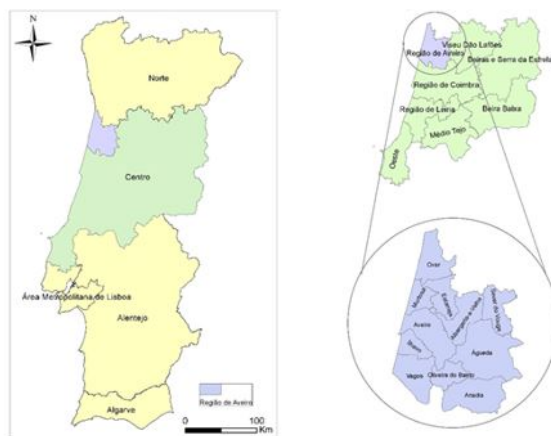 N
Norte
Centro
Área Metropolitana de Lisboa
Alentejo
Algarve
Região de Aveiro
0 100
Km
Viseu Dão Lafões
Região de Aveiro
Beiras e Serra da Estrela
Região de Coimbra
Região de Leiria
Beira Baixa
Médio Tejo
Oeste
Ovar
Murtosa
Estarreja
Albergaria-a-Velha
Sever do Vouga
Aveiro
Ílhavo
Águeda
Vagos
Oliveira do Bairro
Anadia